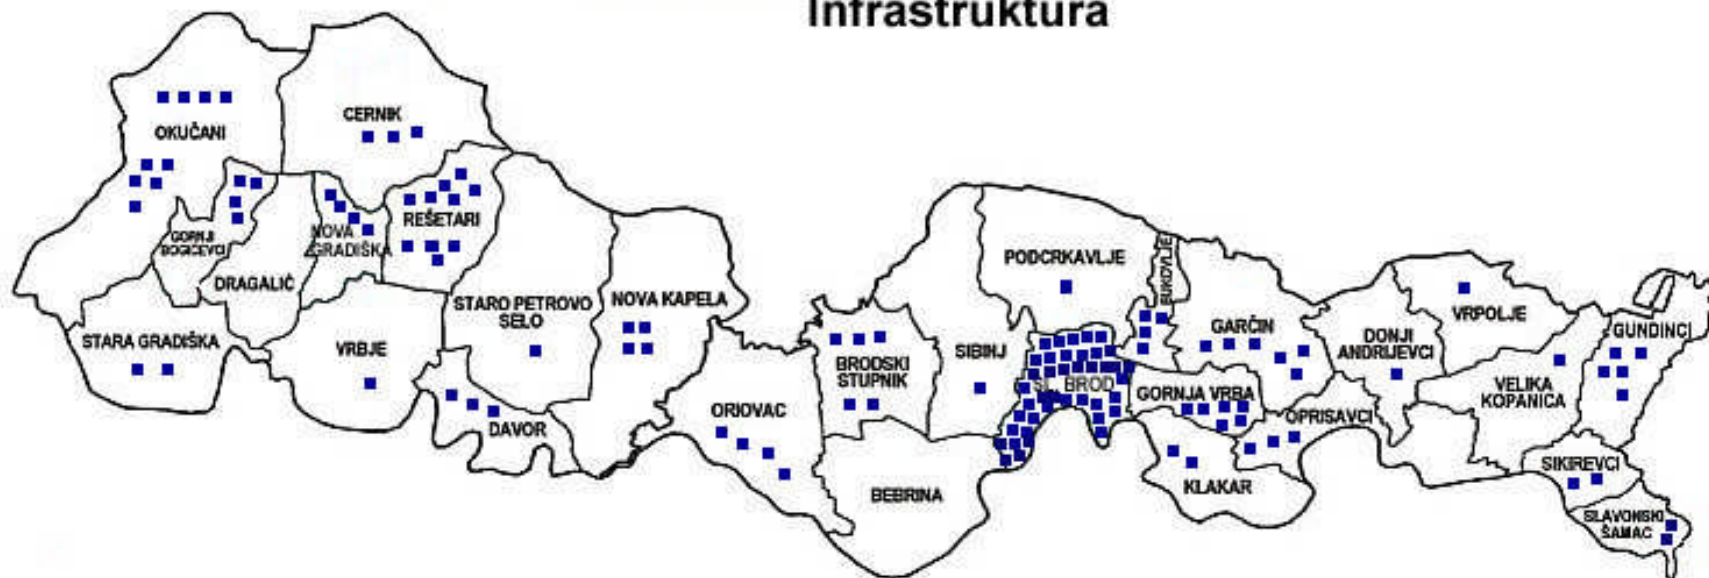 Infrastruktura
OKUČANI
CERNIK
REŠETARI
GORNJI
BOGIĆEVCI
NOVA
GRADIŠKA
DRAGALIĆ
STARA GRADIŠKA
VRBJE
STARO PETROVO
SELO
NOVA KAPELA
DAVOR
ORIOVAC
BRODSKI
STUPNIK
SIBINJ
BEBRINA
PODCRKAVLJE
BUKOVLJE
SL. BROD
GARČIN
GORNJA VRBA
OPRISAVCI
KLAKAR
DONJI
ANDRIJEVCI
VRPOLJE
VELIKA
KOPANICA
GUNDINCI
SIKIREVCI
SLAVONSKI
ŠAMAC